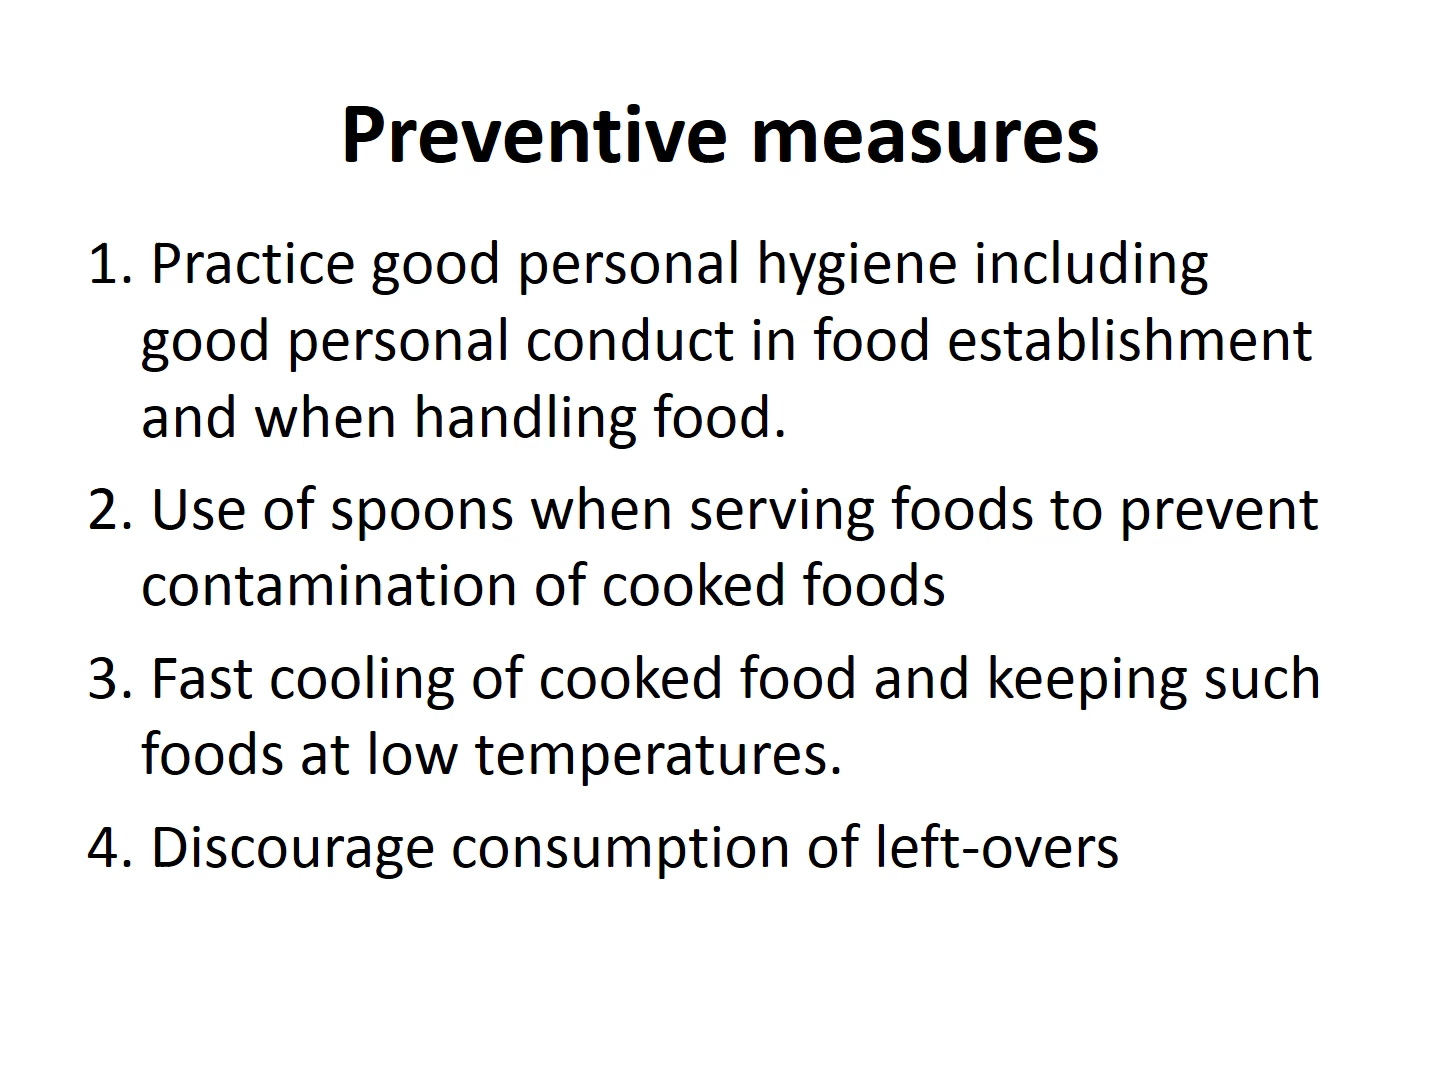 Preventive measures
1. Practice good personal hygiene including
good personal conduct in food establishment
and when handling food.
2. Use of spoons when serving foods to prevent
contamination of cooked foods
3. Fast cooling of cooked food and keeping such
foods at low temperatures.
4. Discourage consumption of left-overs